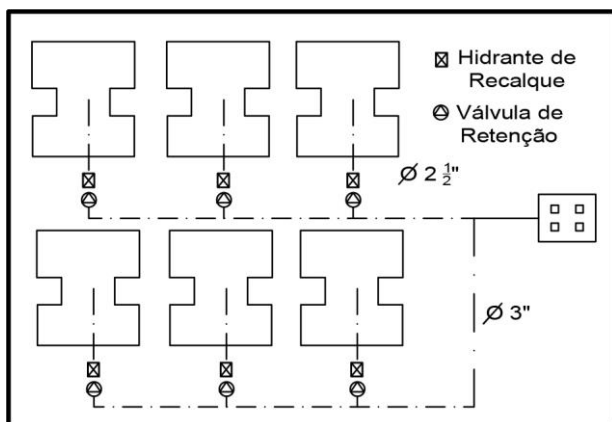 Hidrante de
Recalque
Válvula de
Retenção
Ø 2 ½"
Ø 3"